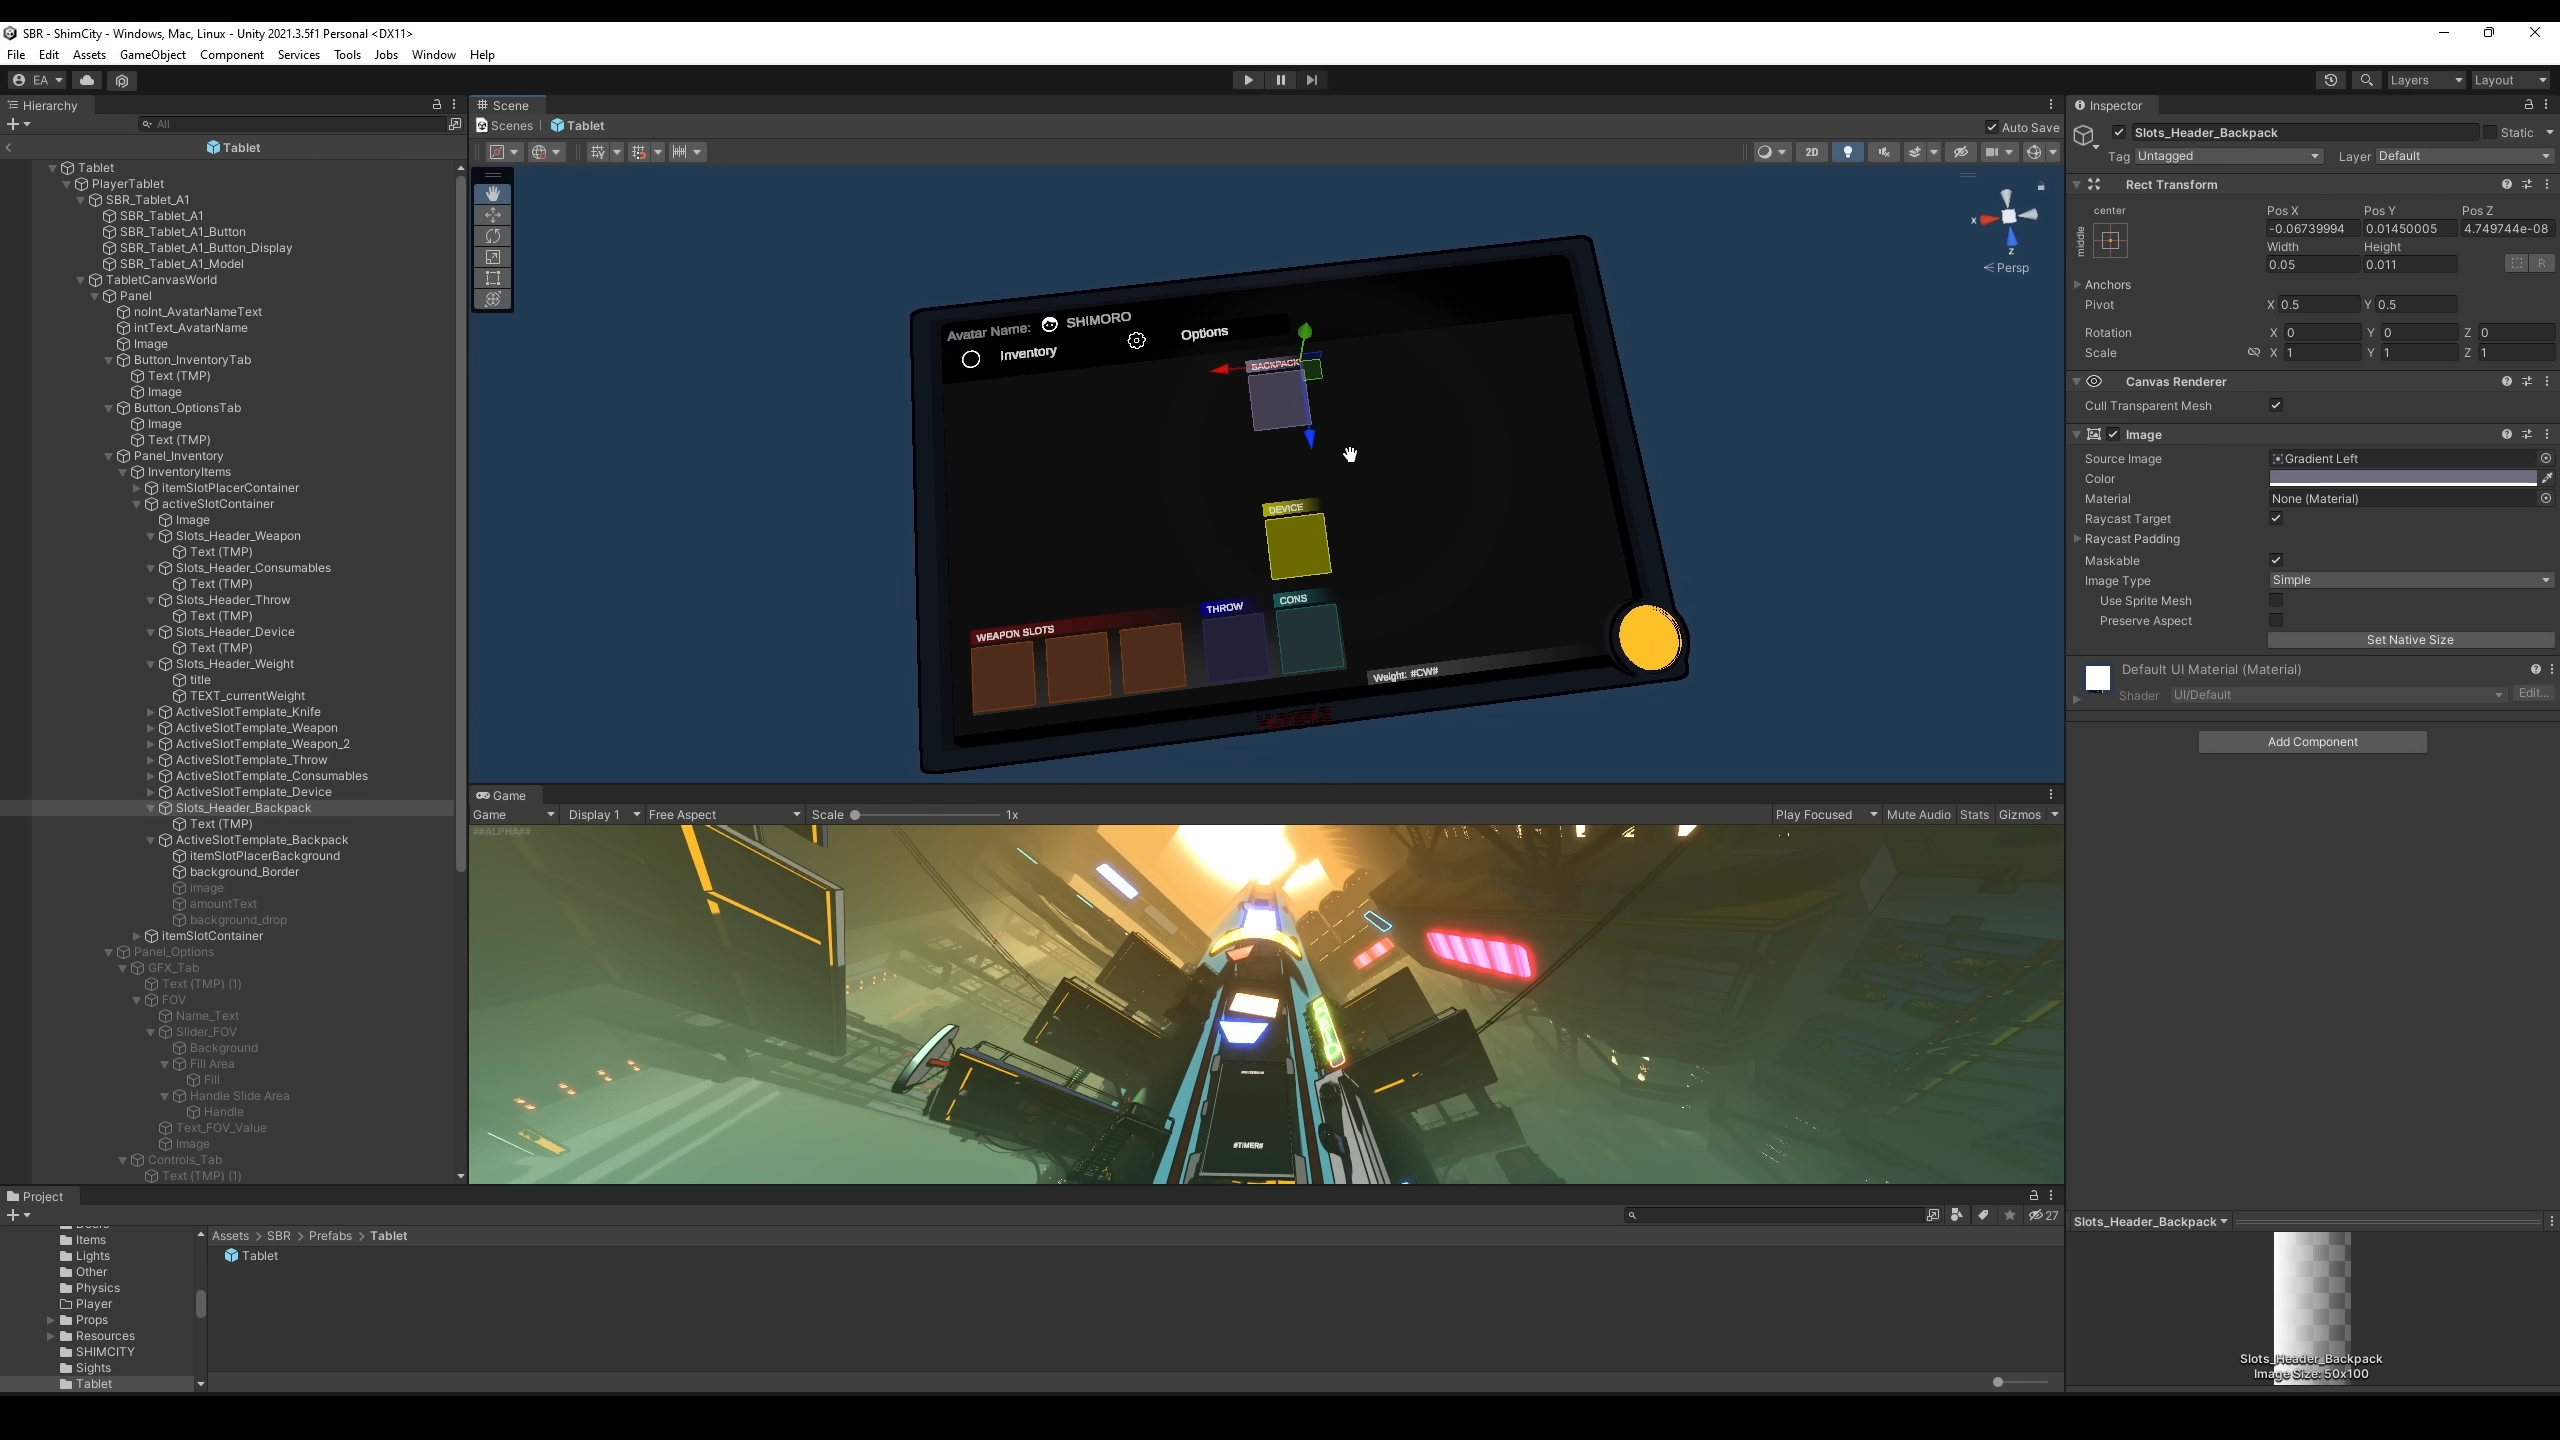 SBR - ShimCity - Windows, Mac, Linux - Unity 2021.3.5f1 Personal <DX11>
File Edit Assets GameObject Component Services Tools Jobs Window Help
EA
Layers Layout
Hierarchy
All
Tablet
Tablet
PlayerTablet
SBR_Tablet_A1
SBR_Tablet_A1
SBR_Tablet_A1_Button
SBR_Tablet_A1_Button_Display
SBR_Tablet_A1_Model
TabletCanvasWorld
Panel
noInt_AvatarNameText
intText_AvatarName
Image
Button_InventoryTab
Text (TMP)
Image
Button_OptionsTab
Image
Text (TMP)
Panel_Inventory
InventoryItems
itemSlotPlacerContainer
activeSlotContainer
Image
Slots_Header_Weapon
Text (TMP)
Slots_Header_Consumables
Text (TMP)
Slots_Header_Throw
Text (TMP)
Slots_Header_Device
Text (TMP)
Slots_Header_Weight
title
TEXT_currentWeight
ActiveSlotTemplate_Knife
ActiveSlotTemplate_Weapon
ActiveSlotTemplate_Weapon_2
ActiveSlotTemplate_Throw
ActiveSlotTemplate_Consumables
ActiveSlotTemplate_Device
Slots_Header_Backpack
Text (TMP)
ActiveSlotTemplate_Backpack
itemSlotPlacerBackground
background_Border
image
amountText
background_drop
itemSlotContainer
Panel_Options
GFX_Tab
Text (TMP) (1)
FOV
Name_Text
Slider_FOV
Background
Fill Area
Fill
Handle Slide Area
Handle
Text_FOV_Value
Image
Controls_Tab
Text (TMP) (1)
Scene
Scenes Tablet
Auto Save
2D
x
z
Persp
Avatar Name: SHIMORO
Inventory Options
BACKPACK
DEVICE
WEAPON SLOTS THROW CONS
Weight: #CW#
Game
Game Display 1 Free Aspect Scale 1x Play Focused Mute Audio Stats Gizmos
##ALPHA##
#TIMER#
Inspector
Slots_Header_Backpack Static
Tag Untagged Layer Default
Rect Transform
center
middle
Pos X Pos Y Pos Z
-0.06739994 0.01450005 4.749744e-08
Width Height
0.05 0.011
R
Anchors
Pivot X 0.5 Y 0.5
Rotation X 0 Y 0 Z 0
Scale X 1 Y 1 Z 1
Canvas Renderer
Cull Transparent Mesh
Image
Source Image Gradient Left
Color
Material None (Material)
Raycast Target
Raycast Padding
Maskable
Image Type Simple
Use Sprite Mesh
Preserve Aspect
Set Native Size
Default UI Material (Material)
Shader UI/Default Edit...
Add Component
Slots_Header_Backpack
Slots_Header_Backpack
Image Size: 50x100
Project
27
Items
Lights
Other
Physics
Player
Props
Resources
SHIMCITY
Sights
Tablet
Assets > SBR > Prefabs > Tablet
Tablet